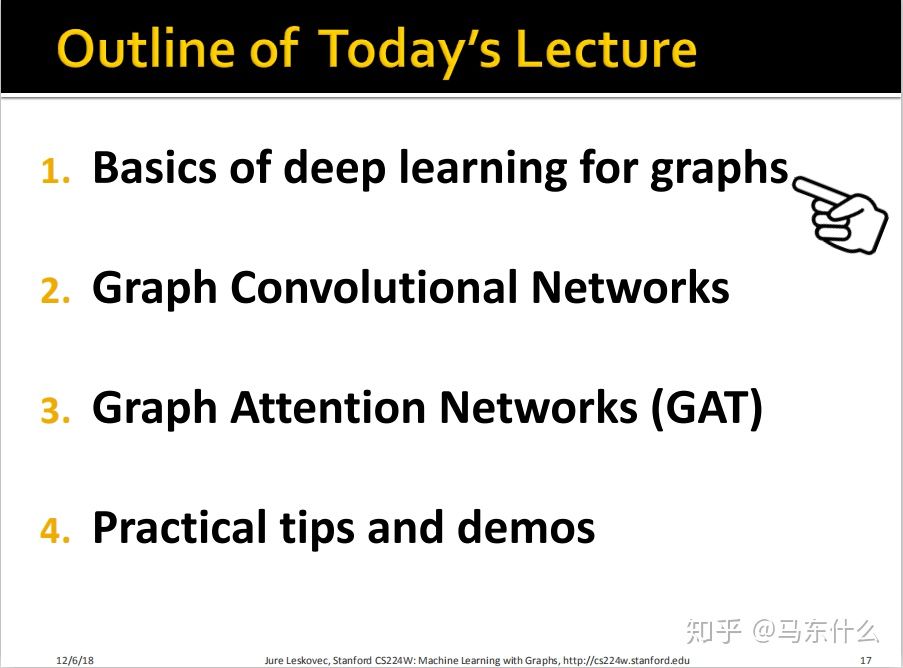 Outline of Today's Lecture
1. Basics of deep learning for graphs
2. Graph Convolutional Networks
3. Graph Attention Networks (GAT)
4. Practical tips and demos
知乎 @马东什么
12/6/18 Jure Leskovec, Stanford CS224W: Machine Learning with Graphs, http://cs224w.stanford.edu 17